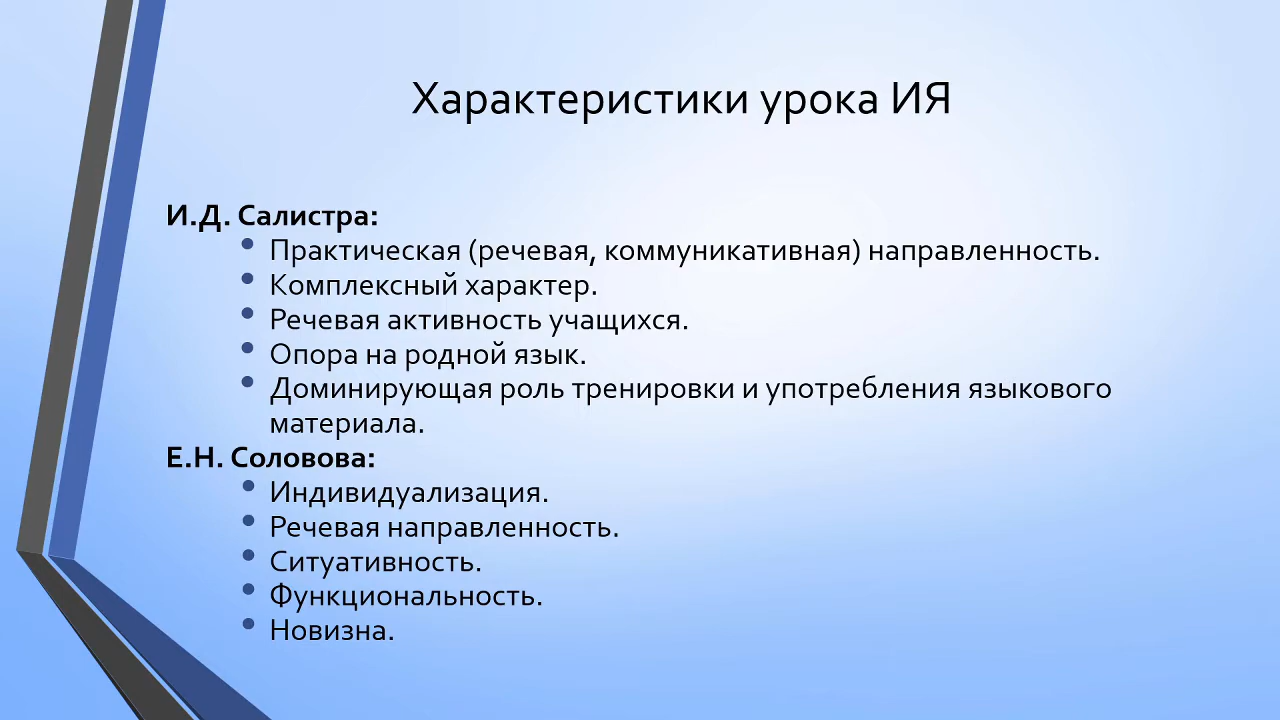 Характеристики урока ИЯ
И.Д. Салистра:
• Практическая (речевая, коммуникативная) направленность.
• Комплексный характер.
• Речевая активность учащихся.
• Опора на родной язык.
• Доминирующая роль тренировки и употребления языкового
материала.
Е.Н. Соловова:
• Индивидуализация.
• Речевая направленность.
• Ситуативность.
• Функциональность.
• Новизна.